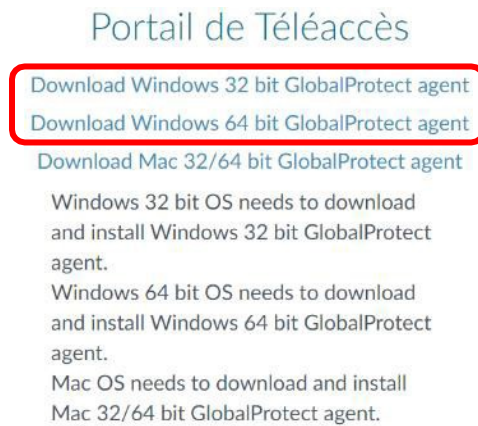 Portail de Téléaccès
Download Windows 32 bit GlobalProtect agent
Download Windows 64 bit GlobalProtect agent
Download Mac 32/64 bit GlobalProtect agent
Windows 32 bit OS needs to download
and install Windows 32 bit GlobalProtect
agent.
Windows 64 bit OS needs to download
and install Windows 64 bit GlobalProtect
agent.
Mac OS needs to download and install
Mac 32/64 bit GlobalProtect agent.